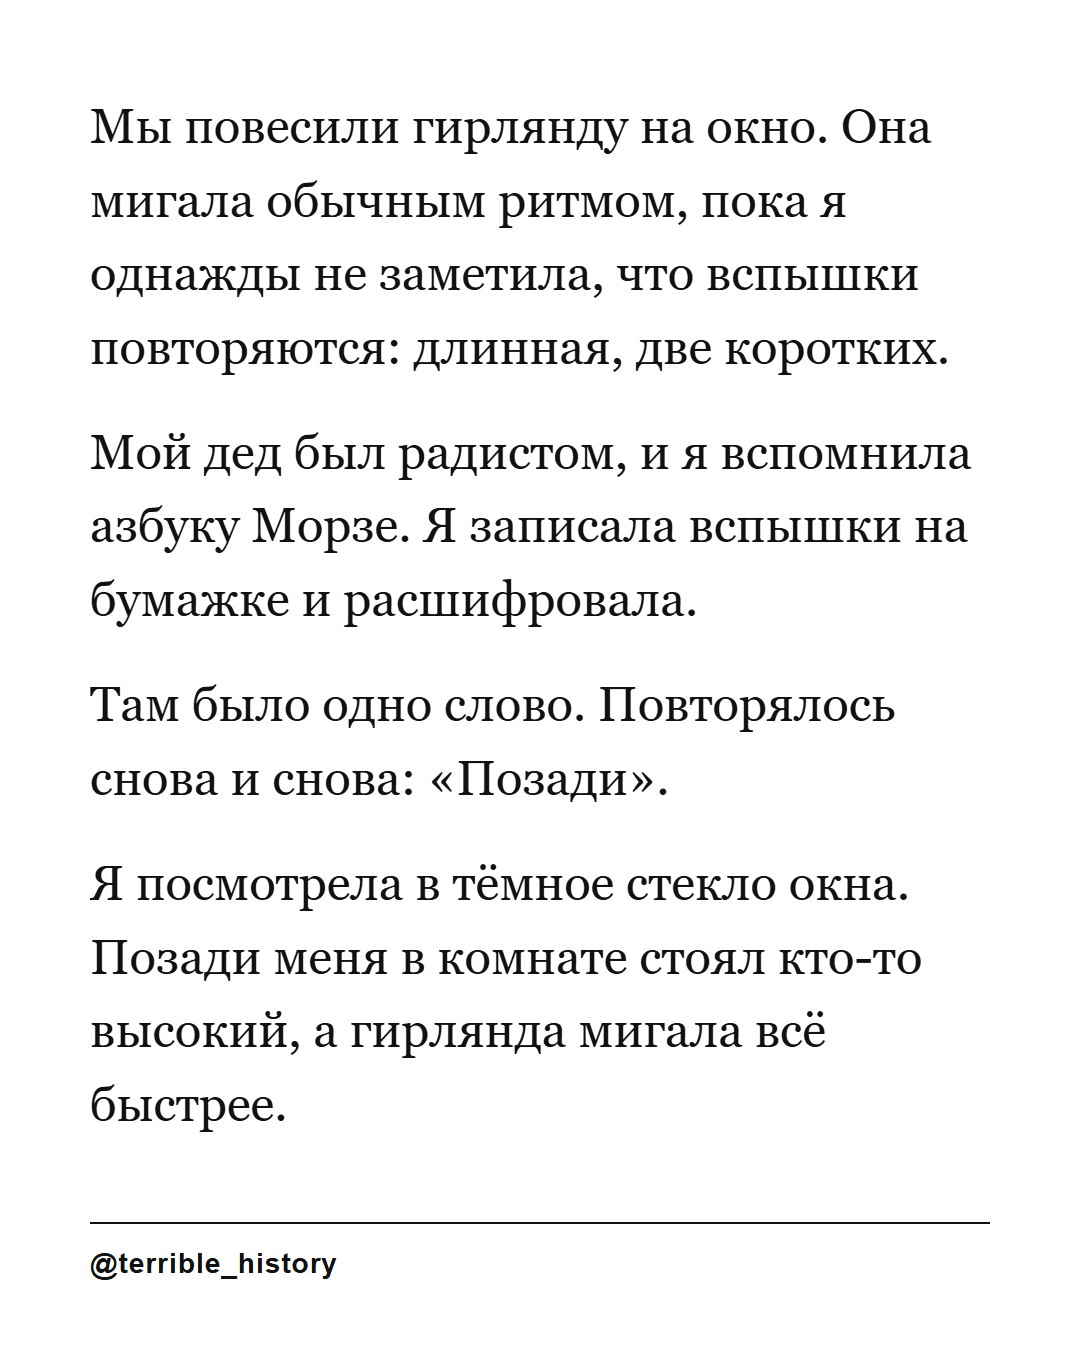 Мы повесили гирлянду на окно. Она
мигала обычным ритмом, пока я
однажды не заметила, что вспышки
повторяются: длинная, две коротких.
Мой дед был радистом, и я вспомнила
азбуку Морзе. Я записала вспышки на
бумажке и расшифровала.
Там было одно слово. Повторялось
снова и снова: «Позади».
Я посмотрела в тёмное стекло окна.
Позади меня в комнате стоял кто-то
высокий, а гирлянда мигала всё
быстрее.
@terrible_history